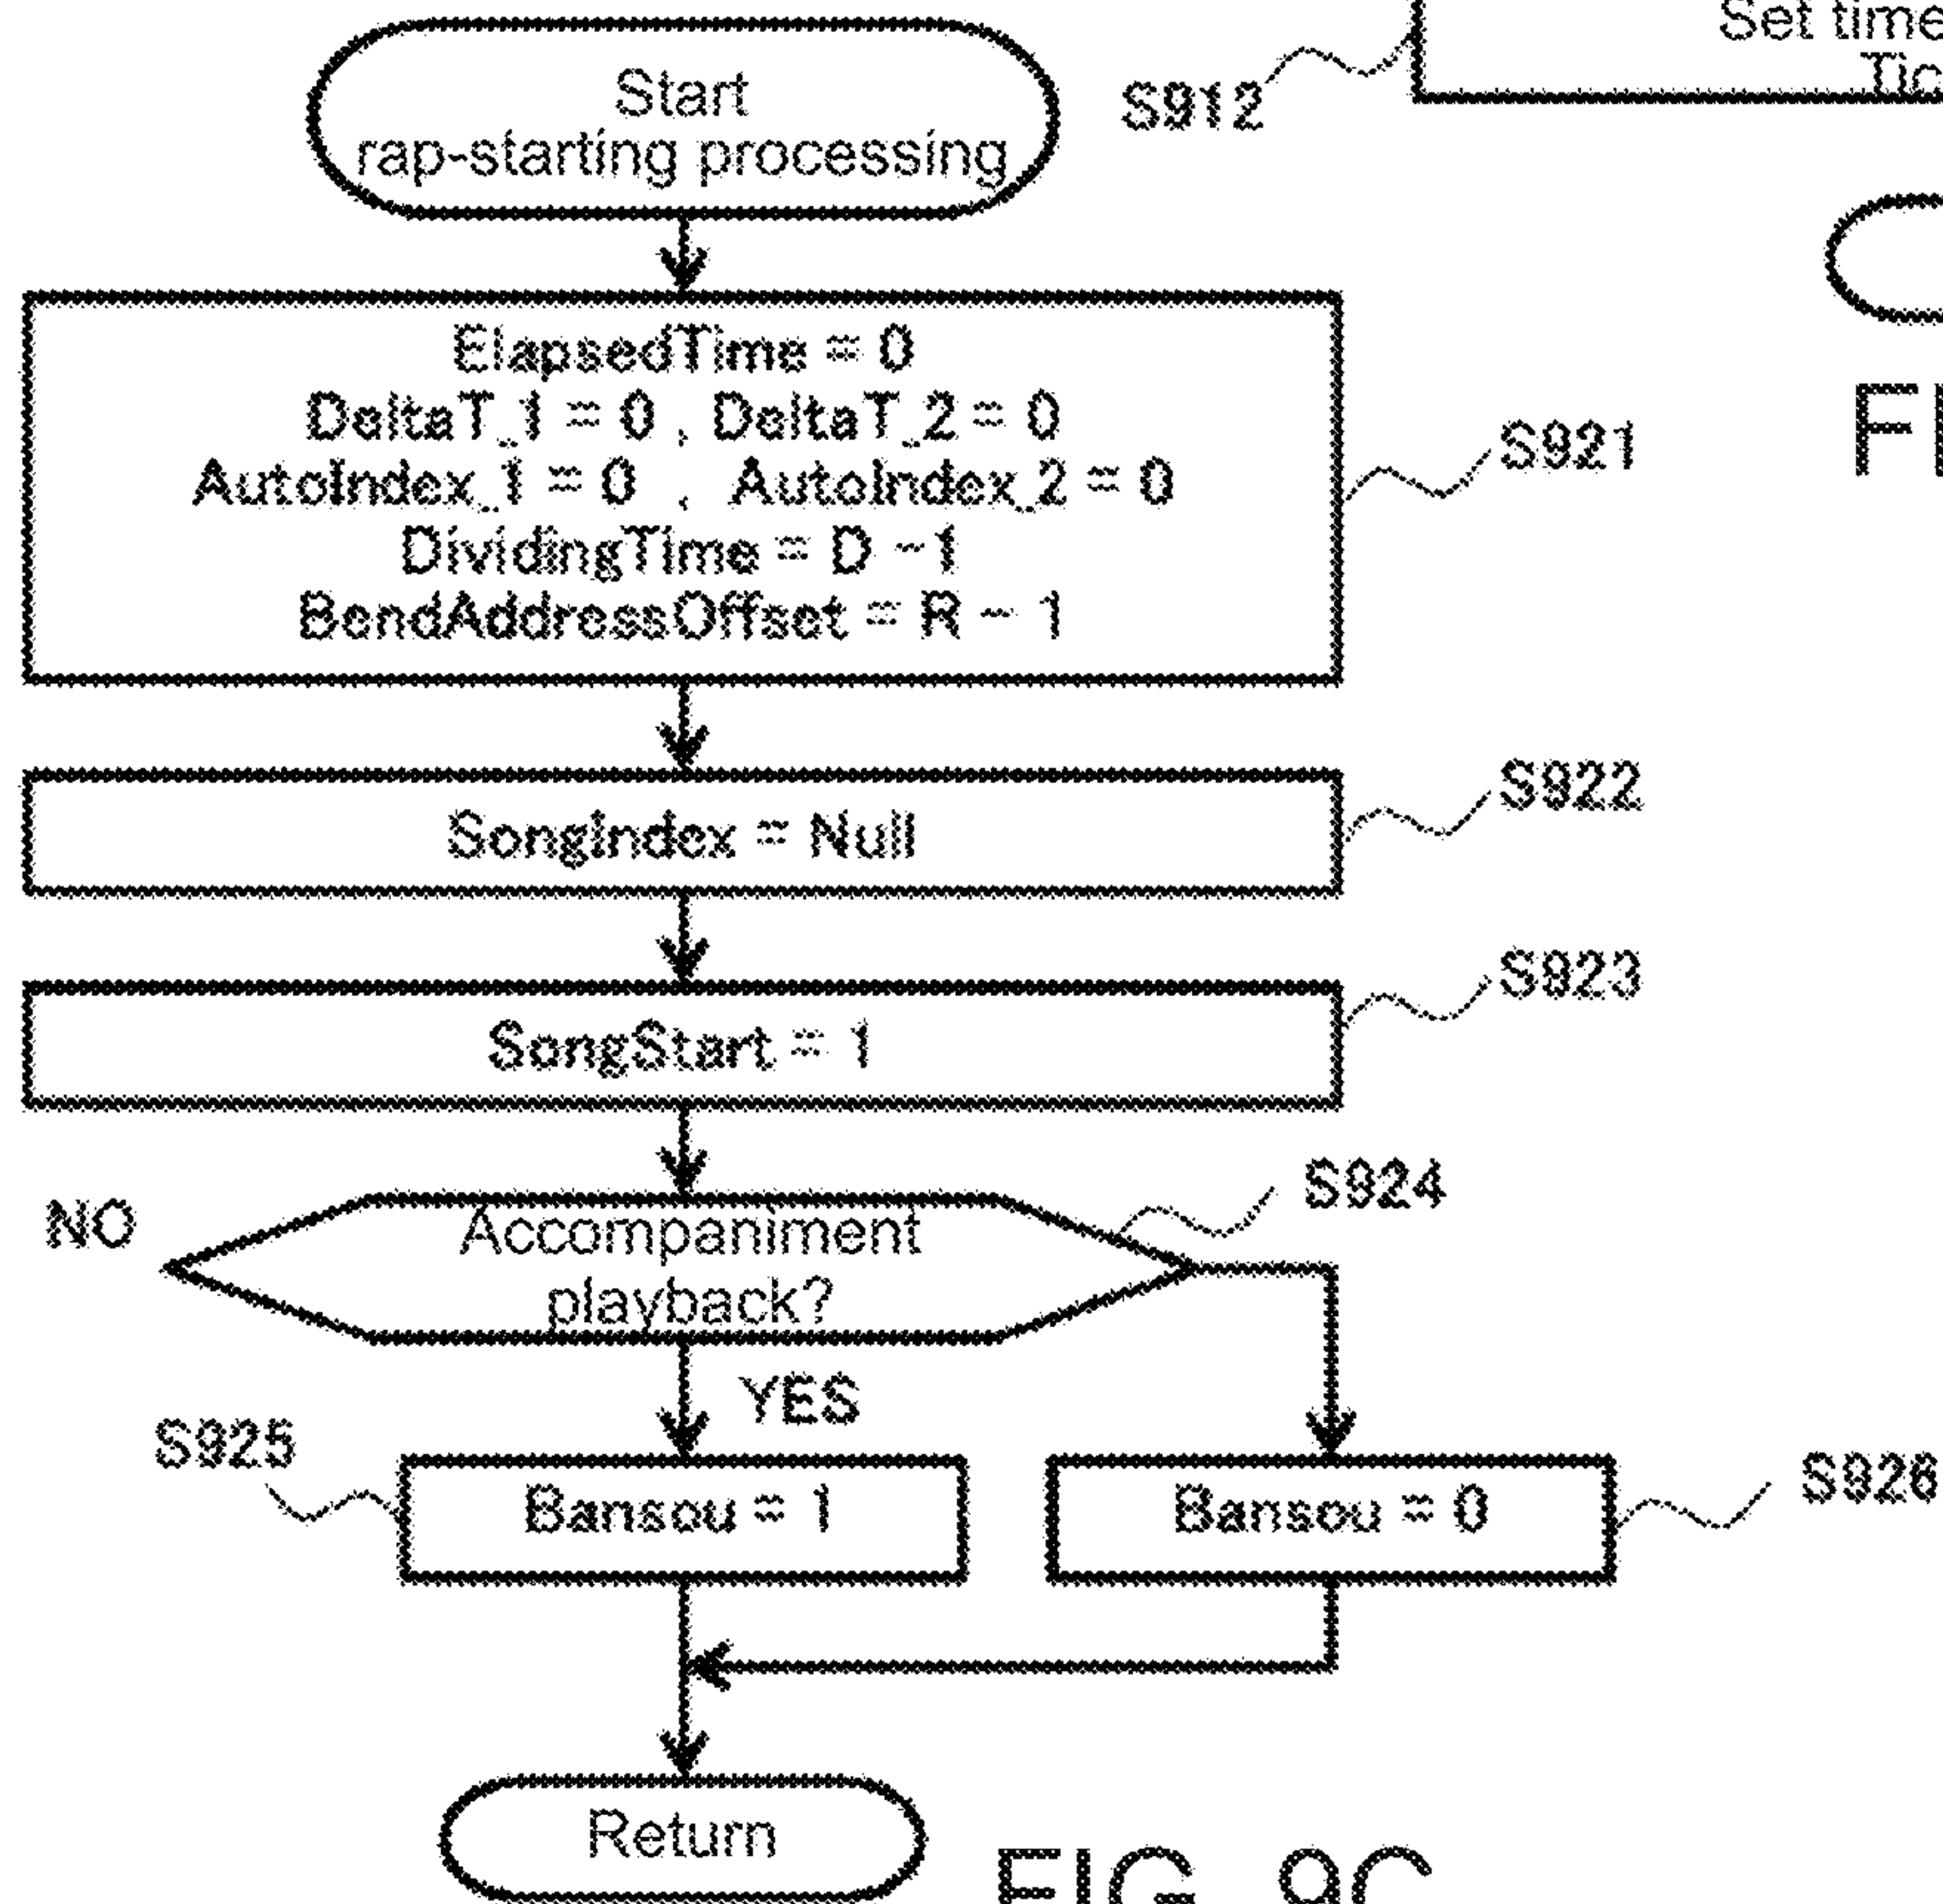 Start
rap-starting processing
S912
Set time
Tic
ElapsedTime = 0
DeltaT_1 = 0 , DeltaT_2 = 0
AutoIndex_1 = 0 , AutoIndex_2 = 0
DividingTime = D - 1
BendAddressOffset = R - 1
S921
SongIndex = Null
S922
SongStart = 1
S923
NO
Accompaniment
playback?
S924
YES
S925
Bansou = 1
Bansou = 0
S926
Return
FIG. 9C